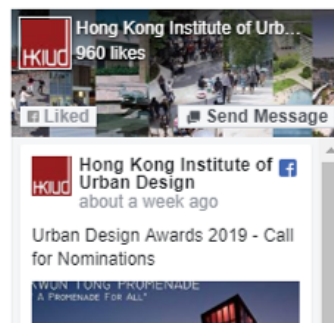 HKIUD
Hong Kong Institute of Urb...
960 likes
Liked
Send Message
HKIUD
Hong Kong Institute of
Urban Design
about a week ago
Urban Design Awards 2019 - Call
for Nominations
KWUN TONG PROMENADE
"A PROMENADE FOR ALL"